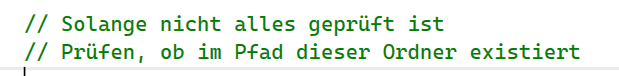 // Solange nicht alles geprüft ist
// Prüfen, ob im Pfad dieser Ordner existiert